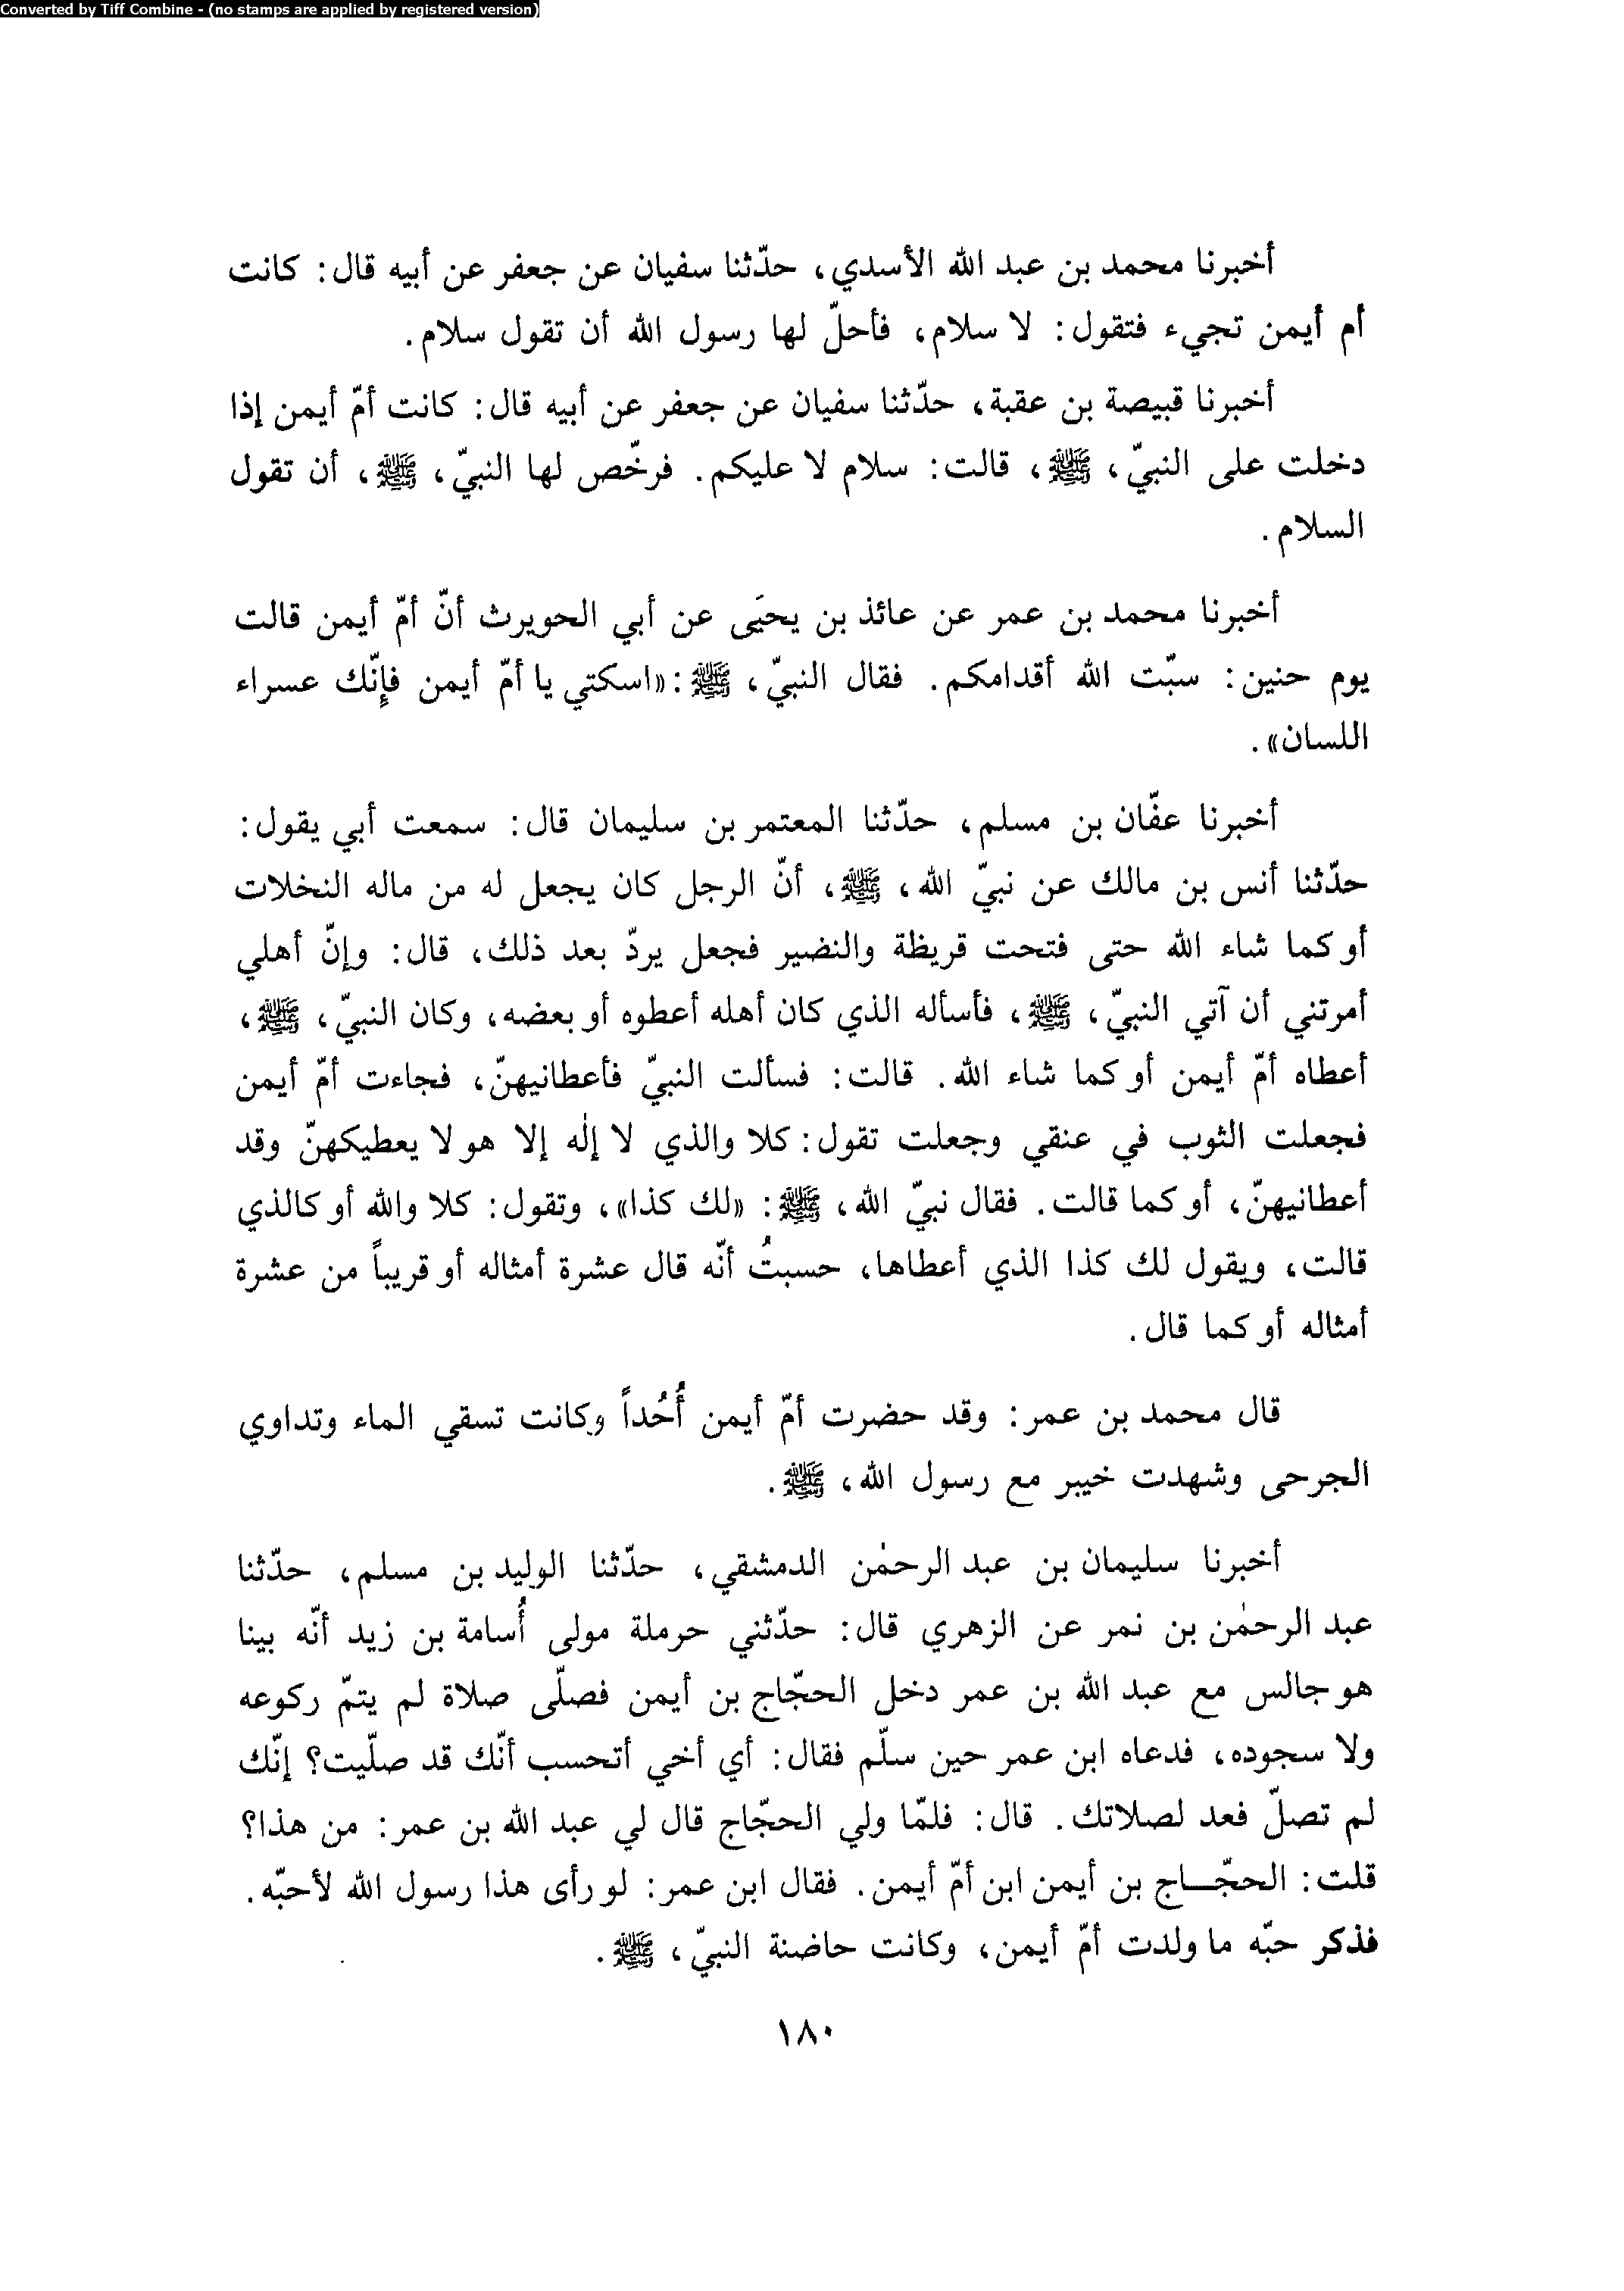 Converted by Tiff Combine - (no stamps are applied by registered version)
أخبرنا محمد بن عبد الله الأسدي، حدّثنا سفيان عن جعفر عن أبيه قال: كانت
أم أيمن تجيء فتقول: لا سلام، فأحلّ لها رسول الله أن تقول سلام.
أخبرنا قبيصة بن عقبة، حدّثنا سفيان عن جعفر عن أبيه قال: كانت أمّ أيمن إذا
دخلت على النبيّ، ﷺ، قالت: سلام لا عليكم. فرخّص لها النبيّ، ﷺ، أن تقول
السلام.
أخبرنا محمد بن عمر عن عائذ بن يحيَى عن أبي الحويرث أنّ أمّ أيمن قالت
يوم حنين: سبّت الله أقدامكم. فقال النبيّ، ﷺ: «اسكتي يا أمّ أيمن فإنّك عسراء
اللسان».
أخبرنا عفّان بن مسلم، حدّثنا المعتمر بن سليمان قال: سمعت أبي يقول:
حدّثنا أنس بن مالك عن نبيّ الله، ﷺ، أنّ الرجل كان يجعل له من ماله النخلات
أو كما شاء الله حتى فتحت قريظة والنضير فجعل يردّ بعد ذلك، قال: وإنّ أهلي
أمرتني أن آتي النبيّ، ﷺ، فأسأله الذي كان أهله أعطوه أو بعضه، وكان النبيّ، ﷺ،
أعطاه أمّ أيمن أو كما شاء الله. قالت: فسألت النبيّ فأعطانيهنّ، فجاءت أمّ أيمن
فجعلت الثوب في عنقي وجعلت تقول: كلا والذي لا إلٰه إلا هو لا يعطيكهنّ وقد
أعطانيهنّ، أو كما قالت. فقال نبيّ الله، ﷺ: «لك كذا»، وتقول: كلا والله أو كالذي
قالت، ويقول لك كذا الذي أعطاها، حسبتُ أنّه قال عشرة أمثاله أو قريباً من عشرة
أمثاله أو كما قال.
قال محمد بن عمر: وقد حضرت أمّ أيمن أُحُداً وكانت تسقي الماء وتداوي
الجرحى وشهدت خيبر مع رسول الله، ﷺ.
أخبرنا سليمان بن عبد الرحمٰن الدمشقي، حدّثنا الوليد بن مسلم، حدّثنا
عبد الرحمٰن بن نمر عن الزهري قال: حدّثني حرملة مولى أُسامة بن زيد أنّه بينا
هو جالس مع عبد الله بن عمر دخل الحجّاج بن أيمن فصلّى صلاة لم يتمّ ركوعه
ولا سجوده، فدعاه ابن عمر حين سلّم فقال: أي أخي أتحسب أنّك قد صلّيت؟ إنّك
لم تصلّ فعد لصلاتك. قال: فلمّا ولي الحجّاج قال لي عبد الله بن عمر: من هذا؟
قلت: الحجّـاج بن أيمن ابن أمّ أيمن. فقال ابن عمر: لو رأى هذا رسول الله لأحبّه.
فذكر حبّه ما ولدت أمّ أيمن، وكانت حاضنة النبيّ، ﷺ.
١٨٠